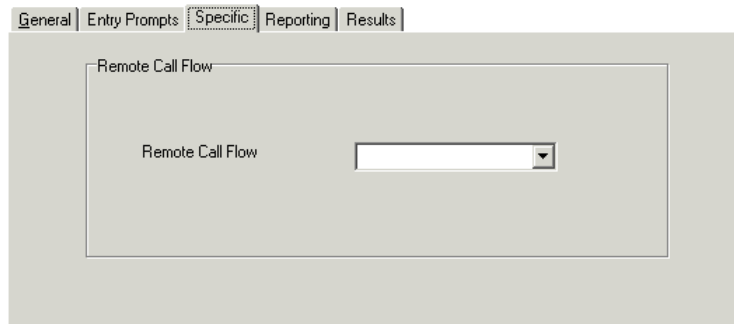 General Entry Prompts Specific Reporting Results
Remote Call Flow
Remote Call Flow